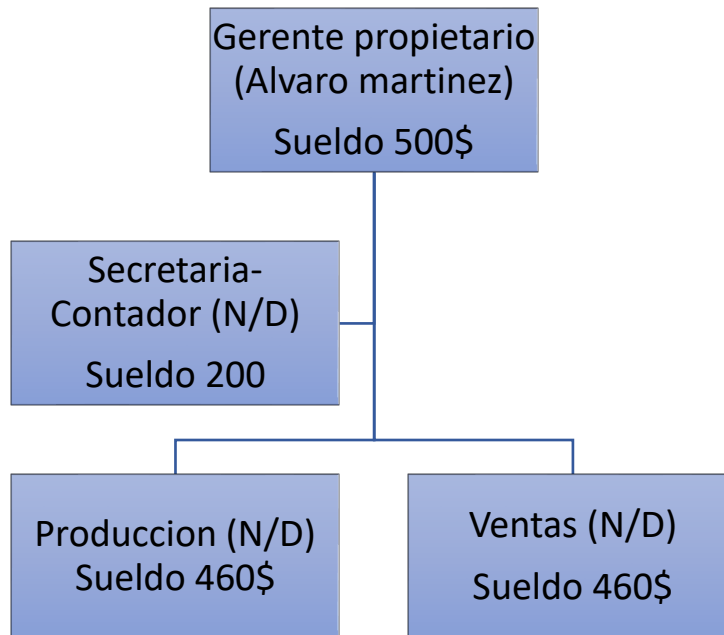 Gerente propietario
(Alvaro martinez)
Sueldo 500$
Secretaria-
Contador (N/D)
Sueldo 200
Produccion (N/D)
Sueldo 460$
Ventas (N/D)
Sueldo 460$